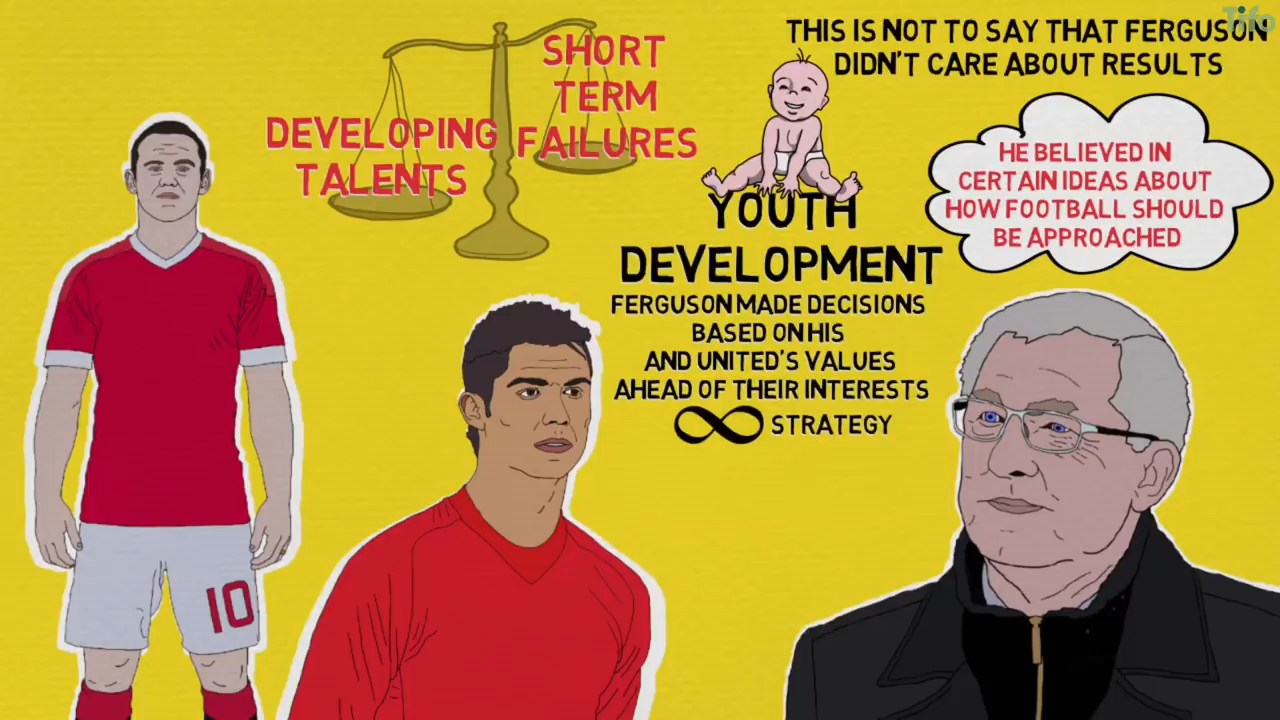 Tifo
THIS IS NOT TO SAY THAT FERGUSON
DIDN'T CARE ABOUT RESULTS
SHORT
TERM
FAILURES
DEVELOPING
TALENTS
HE BELIEVED IN
CERTAIN IDEAS ABOUT
HOW FOOTBALL SHOULD
BE APPROACHED
YOUTH
DEVELOPMENT
FERGUSON MADE DECISIONS
BASED ON HIS
AND UNITED'S VALUES
AHEAD OF THEIR INTERESTS
STRATEGY
10